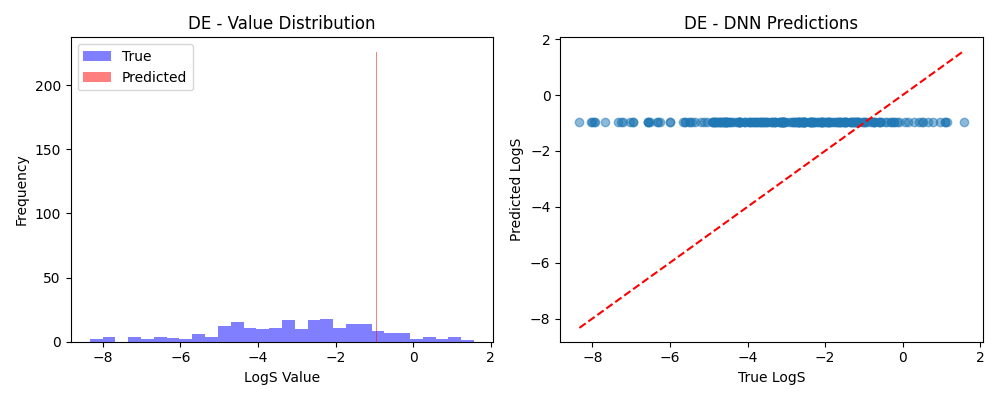 DE - Value Distribution
True
Predicted
200
150
100
50
0
Frequency
−8
−6
−4
−2
0
2
LogS Value
DE - DNN Predictions
2
0
−2
−4
−6
−8
Predicted LogS
−8
−6
−4
−2
0
2
True LogS